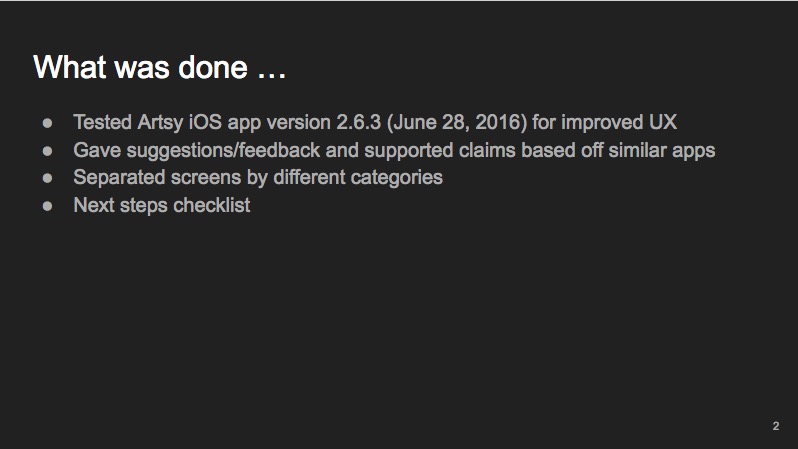 What was done …
● Tested Artsy iOS app version 2.6.3 (June 28, 2016) for improved UX
● Gave suggestions/feedback and supported claims based off similar apps
● Separated screens by different categories
● Next steps checklist
2